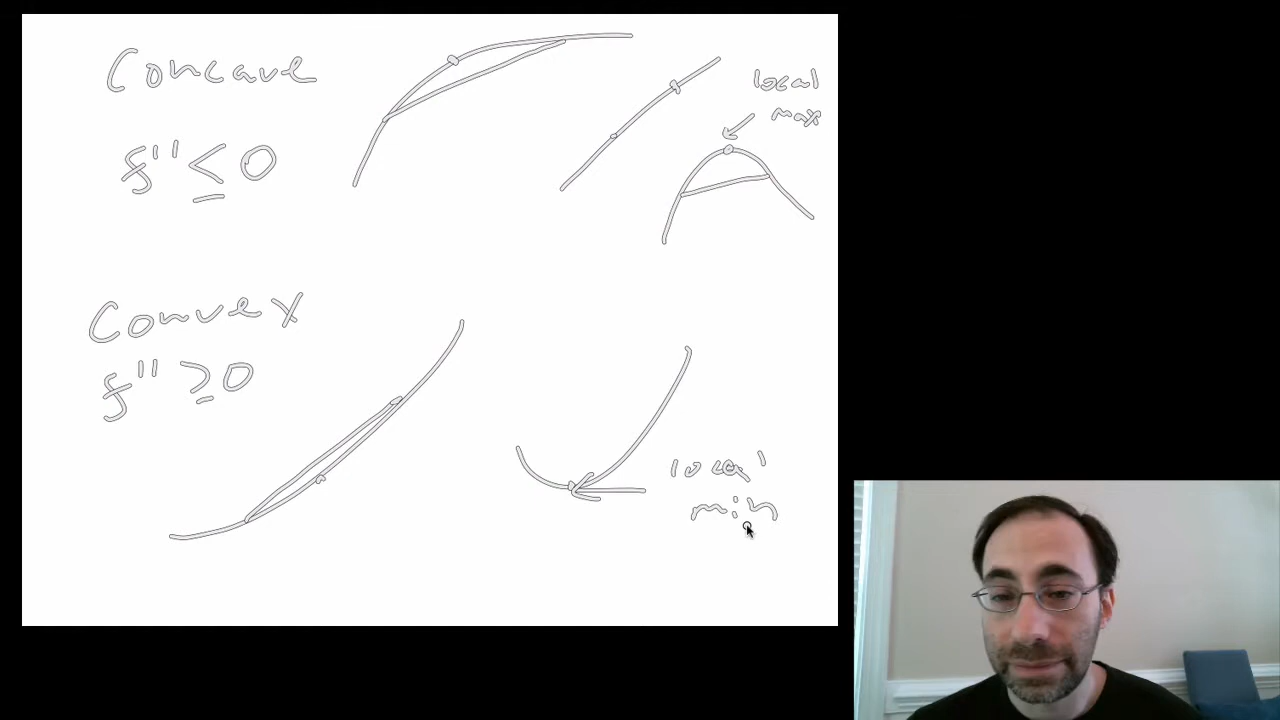 Concave
f'' ≤ 0
local
max
Convex
f'' ≥ 0
local
min